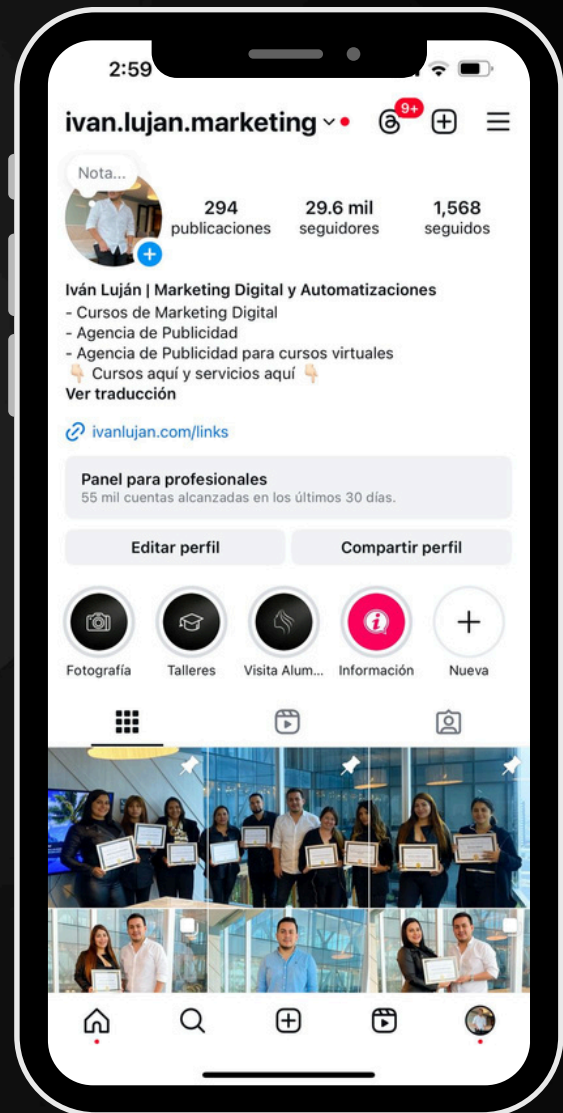 2:59
ivan.lujan.marketing
9+
Nota...
294
publicaciones
29.6 mil
seguidores
1,568
seguidos
Iván Luján | Marketing Digital y Automatizaciones
- Cursos de Marketing Digital
- Agencia de Publicidad
- Agencia de Publicidad para cursos virtuales
👇🏻 Cursos aquí y servicios aquí 👇🏻
Ver traducción
ivanlujan.com/links
Panel para profesionales
55 mil cuentas alcanzadas en los últimos 30 días.
Editar perfil
Compartir perfil
Fotografía
Talleres
Visita Alum...
Información
Nueva